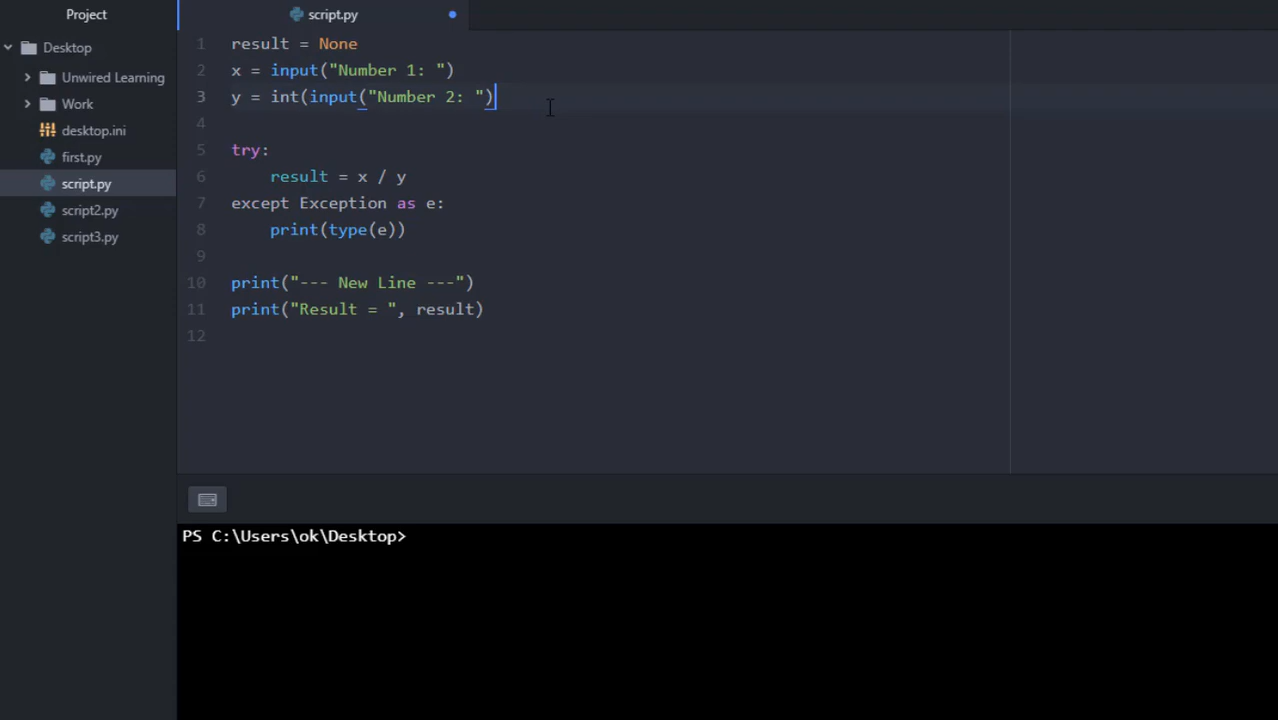 Project
Desktop
Unwired Learning
Work
desktop.ini
first.py
script.py
script2.py
script3.py
script.py
1 result = None
2 x = input("Number 1: ")
3 y = int(input("Number 2: ")
4
5 try:
6     result = x / y
7 except Exception as e:
8     print(type(e))
9
10 print("--- New Line ---")
11 print("Result = ", result)
12
PS C:\Users\ok\Desktop>